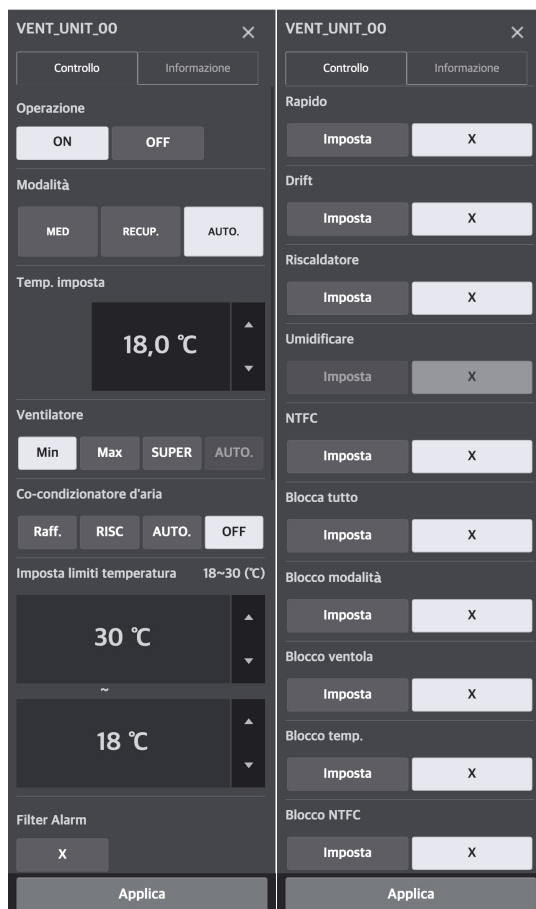 VENT_UNIT_00 ×
Controllo Informazione
Operazione
ON OFF
Modalità
MED RECUP. AUTO.
Temp. imposta
18,0 ℃
Ventilatore
Min Max SUPER AUTO.
Co-condizionatore d'aria
Raff. RISC AUTO. OFF
Imposta limiti temperatura 18~30 (℃)
30 ℃
~
18 ℃
Filter Alarm
X
Applica
VENT_UNIT_00 ×
Controllo Informazione
Rapido
Imposta X
Drift
Imposta X
Riscaldatore
Imposta X
Umidificare
Imposta X
NTFC
Imposta X
Blocca tutto
Imposta X
Blocco modalità
Imposta X
Blocco ventola
Imposta X
Blocco temp.
Imposta X
Blocco NTFC
Imposta X
Applica